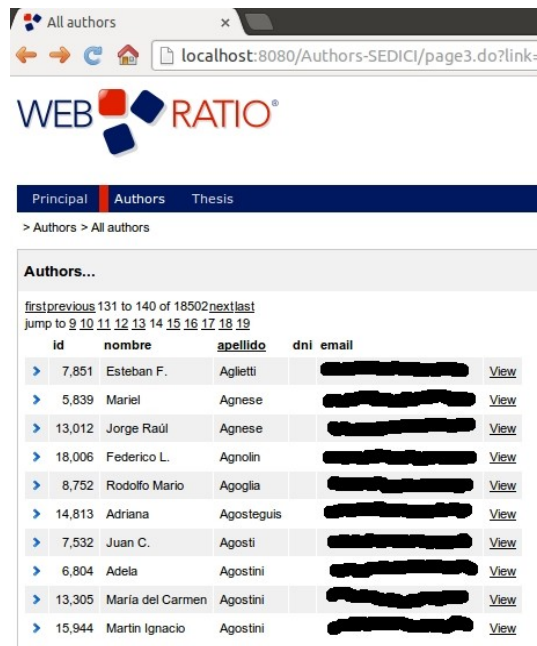 All authors
localhost:8080/Authors-SEDICI/page3.do?link=
WEB RATIO®
Principal Authors Thesis
> Authors > All authors
Authors...
first previous 131 to 140 of 18502 next last
jump to 9 10 11 12 13 14 15 16 17 18 19
id nombre apellido dni email
7,851 Esteban F. Aglietti View
5,839 Mariel Agnese View
13,012 Jorge Raúl Agnese View
18,006 Federico L. Agnolin View
8,752 Rodolfo Mario Agoglia View
14,813 Adriana Agosteguis View
7,532 Juan C. Agosti View
6,804 Adela Agostini View
13,305 María del Carmen Agostini View
15,944 Martin Ignacio Agostini View